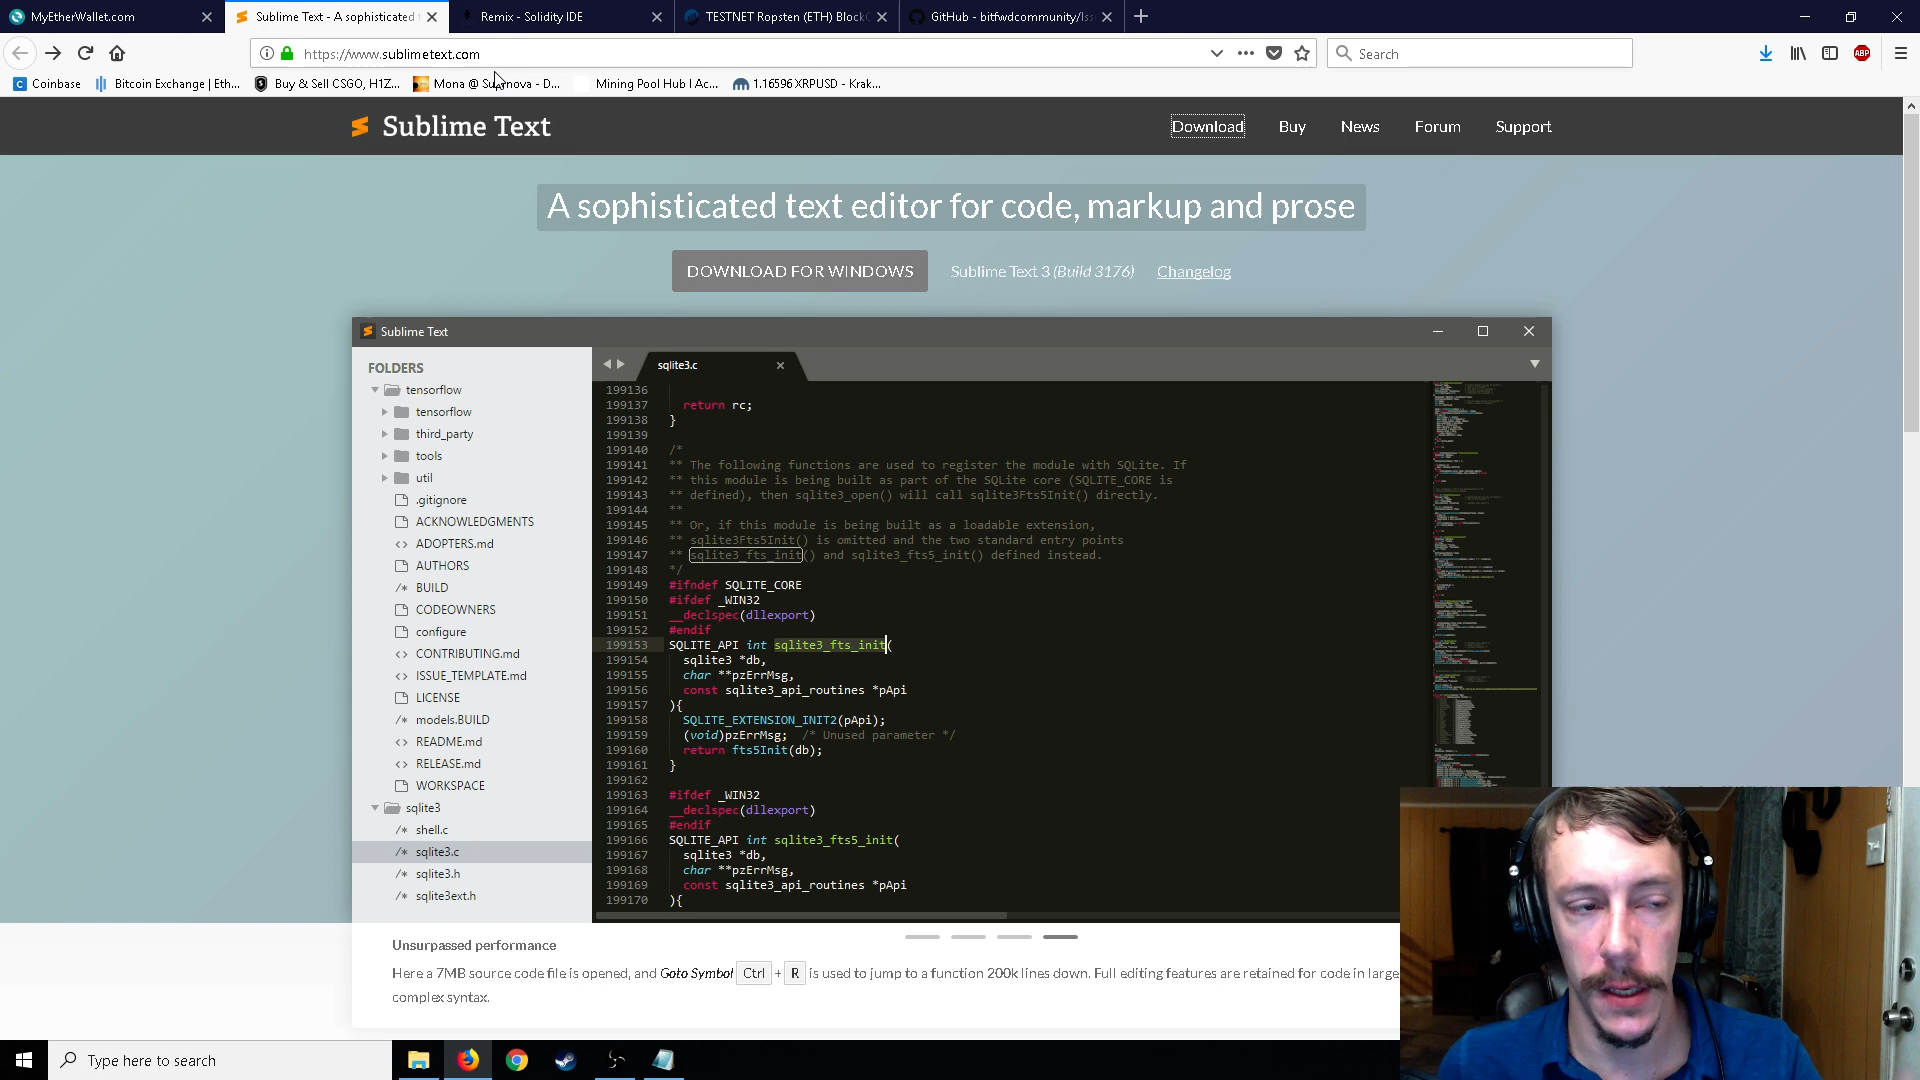 MyEtherWallet.com
Sublime Text - A sophisticated t
Remix - Solidity IDE
TESTNET Ropsten (ETH) Block
GitHub - bitfwdcommunity/Iss
https://www.sublimetext.com
Search
ABP
Coinbase
Bitcoin Exchange | Eth...
Buy & Sell CSGO, H1Z...
Mona @ Suprnova - D...
Mining Pool Hub | Ac...
1.16596 XRPUSD - Krak...
Sublime Text
Download
Buy
News
Forum
Support
A sophisticated text editor for code, markup and prose
DOWNLOAD FOR WINDOWS
Sublime Text 3 (Build 3176)
Changelog
Sublime Text
FOLDERS
tensorflow
tensorflow
third_party
tools
util
.gitignore
ACKNOWLEDGMENTS
<> ADOPTERS.md
AUTHORS
/* BUILD
CODEOWNERS
configure
<> CONTRIBUTING.md
<> ISSUE_TEMPLATE.md
LICENSE
/* models.BUILD
<> README.md
<> RELEASE.md
WORKSPACE
sqlite3
/* shell.c
/* sqlite3.c
/* sqlite3.h
/* sqlite3ext.h
sqlite3.c
199136
199137 return rc;
199138 }
199139
199140 /*
199141 ** The following functions are used to register the module with SQLite. If
199142 ** this module is being built as part of the SQLite core (SQLITE_CORE is
199143 ** defined), then sqlite3_open() will call sqlite3Fts5Init() directly.
199144 **
199145 ** Or, if this module is being built as a loadable extension,
199146 ** sqlite3Fts5Init() is omitted and the two standard entry points
199147 ** sqlite3_fts_init() and sqlite3_fts5_init() defined instead.
199148 */
199149 #ifndef SQLITE_CORE
199150 #ifdef _WIN32
199151 __declspec(dllexport)
199152 #endif
199153 SQLITE_API int sqlite3_fts_init(
199154 sqlite3 *db,
199155 char **pzErrMsg,
199156 const sqlite3_api_routines *pApi
199157 ){
199158 SQLITE_EXTENSION_INIT2(pApi);
199159 (void)pzErrMsg; /* Unused parameter */
199160 return fts5Init(db);
199161 }
199162
199163 #ifdef _WIN32
199164 __declspec(dllexport)
199165 #endif
199166 SQLITE_API int sqlite3_fts5_init(
199167 sqlite3 *db,
199168 char **pzErrMsg,
199169 const sqlite3_api_routines *pApi
199170 ){
Unsurpassed performance
Here a 7MB source code file is opened, and Goto Symbol Ctrl + R is used to jump to a function 200k lines down. Full editing features are retained for code in large
complex syntax.
Type here to search